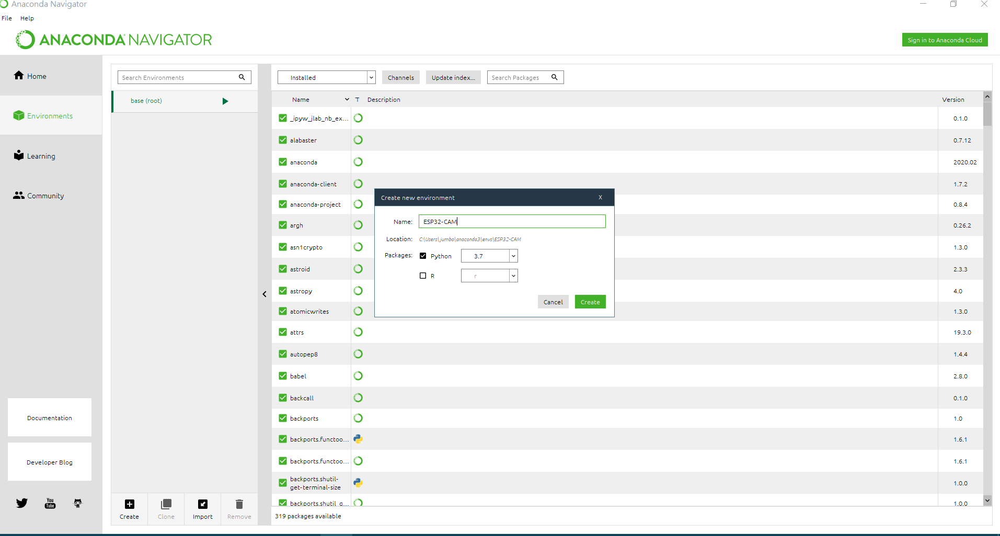 Anaconda Navigator
File Help
ANACONDA NAVIGATOR
Sign in to Anaconda Cloud
Home
Environments
Learning
Community
Documentation
Developer Blog
You Tube
Search Environments
base (root)
Create Clone Import Remove
Installed Channels Update index... Search Packages
Name T Description Version
_ipyw_jlab_nb_ex... 0.1.0
alabaster 0.7.12
anaconda 2020.02
anaconda-client 1.7.2
anaconda-project 0.8.4
argh 0.26.2
asn1crypto 1.3.0
astroid 2.3.3
astropy 4.0
atomicwrites 1.3.0
attrs 19.3.0
autopep8 1.4.4
babel 2.8.0
backcall 0.1.0
backports 1.0
backports.functoo... 1.6.1
backports.functoo... 1.6.1
backports.shutil-
get-terminal-size 1.0.0
backports.shutil_g... 1.0.0
319 packages available
Create new environment X
Name: ESP32-CAM
Location: C:\Users\jumbo\anaconda3\envs\ESP32-CAM
Packages: Python 3.7
R r
Cancel Create